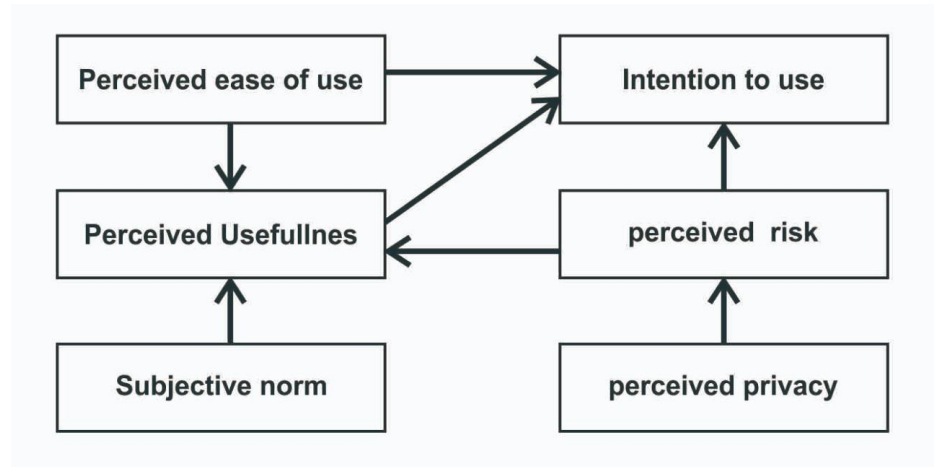 Perceived ease of use
Intention to use
Perceived Usefullnes
perceived risk
Subjective norm
perceived privacy